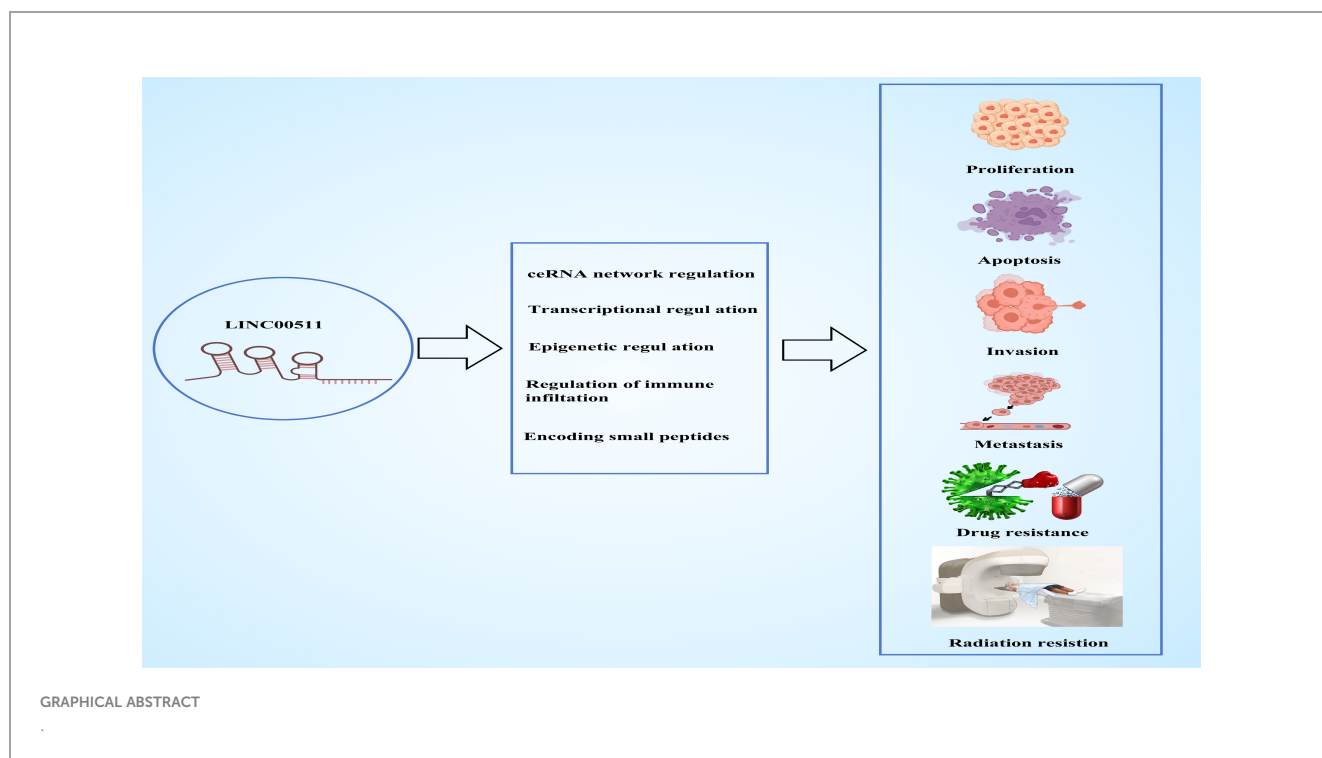 LINC00511
ceRNA network regulation
Transcriptional regul ation
Epigenetic regul ation
Regulation of immune
infiltation
Encoding small peptides
Proliferation
Apoptosis
Invasion
Metastasis
Drug resistance
Radiation resistion
GRAPHICAL ABSTRACT
.